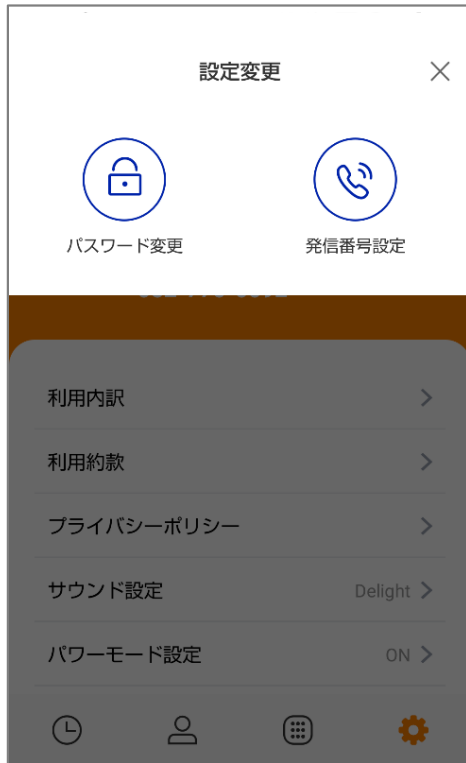 設定変更
パスワード変更
発信番号設定
利用内訳
利用約款
プライバシーポリシー
サウンド設定 Delight
パワーモード設定 ON